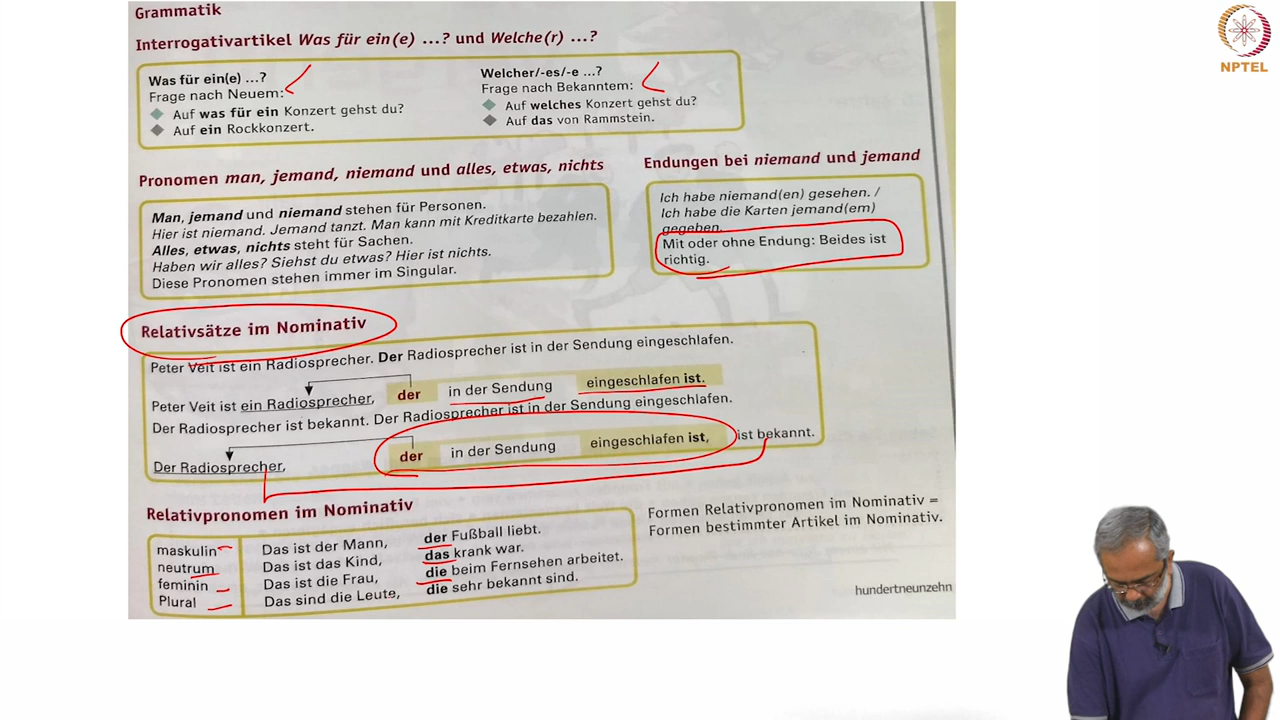 NPTEL
Grammatik
Interrogativartikel Was für ein(e) ...? und Welche(r) ...?
Was für ein(e) ...?
Frage nach Neuem:
Auf was für ein Konzert gehst du?
Auf ein Rockkonzert.
Welcher/-es/-e ...?
Frage nach Bekanntem:
Auf welches Konzert gehst du?
Auf das von Rammstein.
Pronomen man, jemand, niemand und alles, etwas, nichts
Man, jemand und niemand stehen für Personen.
Hier ist niemand. Jemand tanzt. Man kann mit Kreditkarte bezahlen.
Alles, etwas, nichts steht für Sachen.
Haben wir alles? Siehst du etwas? Hier ist nichts.
Diese Pronomen stehen immer im Singular.
Endungen bei niemand und jemand
Ich habe niemand(en) gesehen. /
Ich habe die Karten jemand(em)
gegeben.
Mit oder ohne Endung: Beides ist
richtig.
Relativsätze im Nominativ
Peter Veit ist ein Radiosprecher. Der Radiosprecher ist in der Sendung eingeschlafen.
Peter Veit ist ein Radiosprecher, der in der Sendung eingeschlafen ist.
Der Radiosprecher ist bekannt. Der Radiosprecher ist in der Sendung eingeschlafen.
Der Radiosprecher, der in der Sendung eingeschlafen ist, ist bekannt.
Relativpronomen im Nominativ
maskulin Das ist der Mann, der Fußball liebt.
neutrum Das ist das Kind, das krank war.
feminin Das ist die Frau, die beim Fernsehen arbeitet.
Plural Das sind die Leute, die sehr bekannt sind.
Formen Relativpronomen im Nominativ =
Formen bestimmter Artikel im Nominativ.
hundertneunzehn